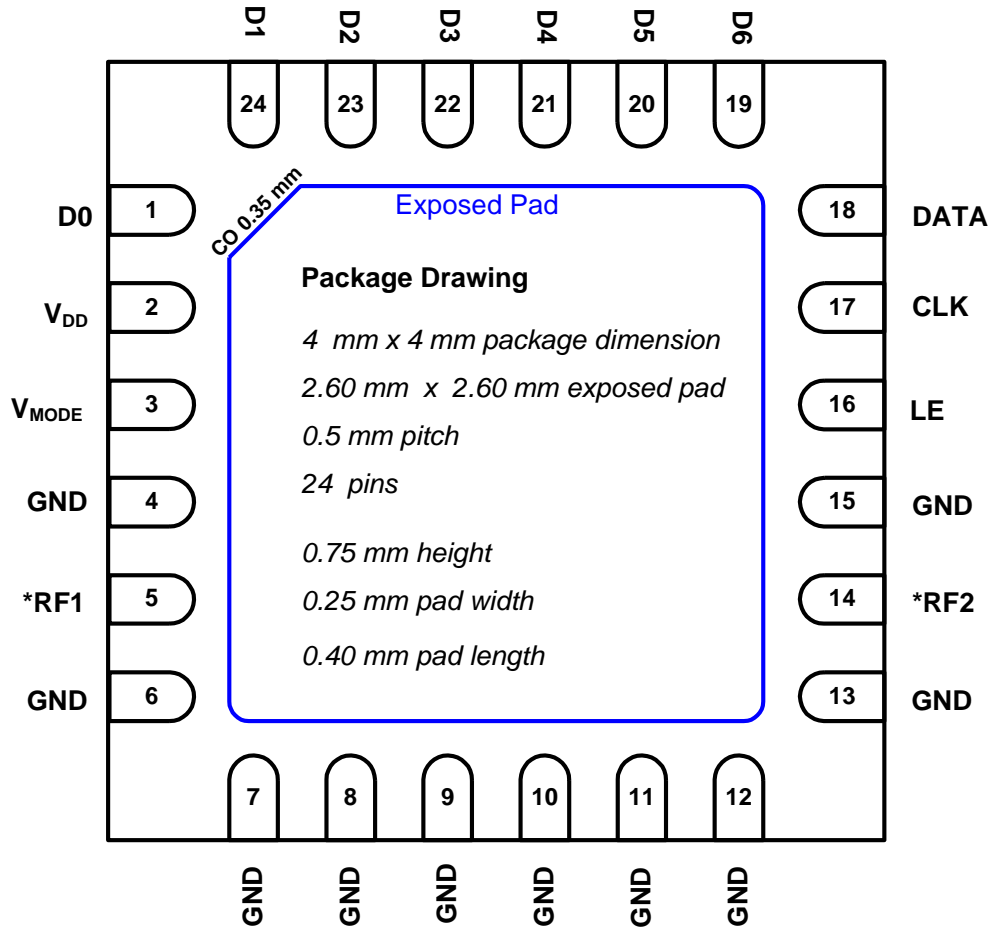 D1 D2 D3 D4 D5 D6
24 23 22 21 20 19
CO 0.35 mm
Exposed Pad
D0 1 18 DATA
Package Drawing
VDD 2 17 CLK
4 mm x 4 mm package dimension
2.60 mm x 2.60 mm exposed pad
VMODE 3 16 LE
0.5 mm pitch
24 pins
GND 4 15 GND
0.75 mm height
*RF1 5 14 *RF2
0.25 mm pad width
0.40 mm pad length
GND 6 13 GND
7 8 9 10 11 12
GND GND GND GND GND GND